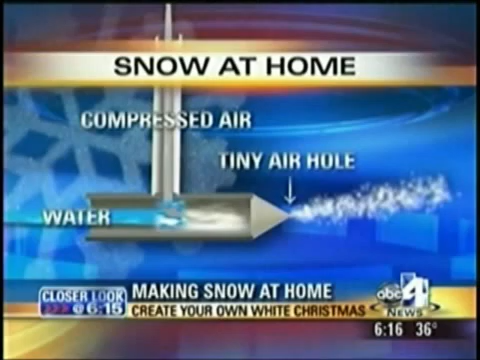 SNOW AT HOME
COMPRESSED AIR
TINY AIR HOLE
WATER
CLOSER LOOK
>>> @ 6:15
MAKING SNOW AT HOME
CREATE YOUR OWN WHITE CHRISTMAS
abc 4
NEWS
6:16 36°